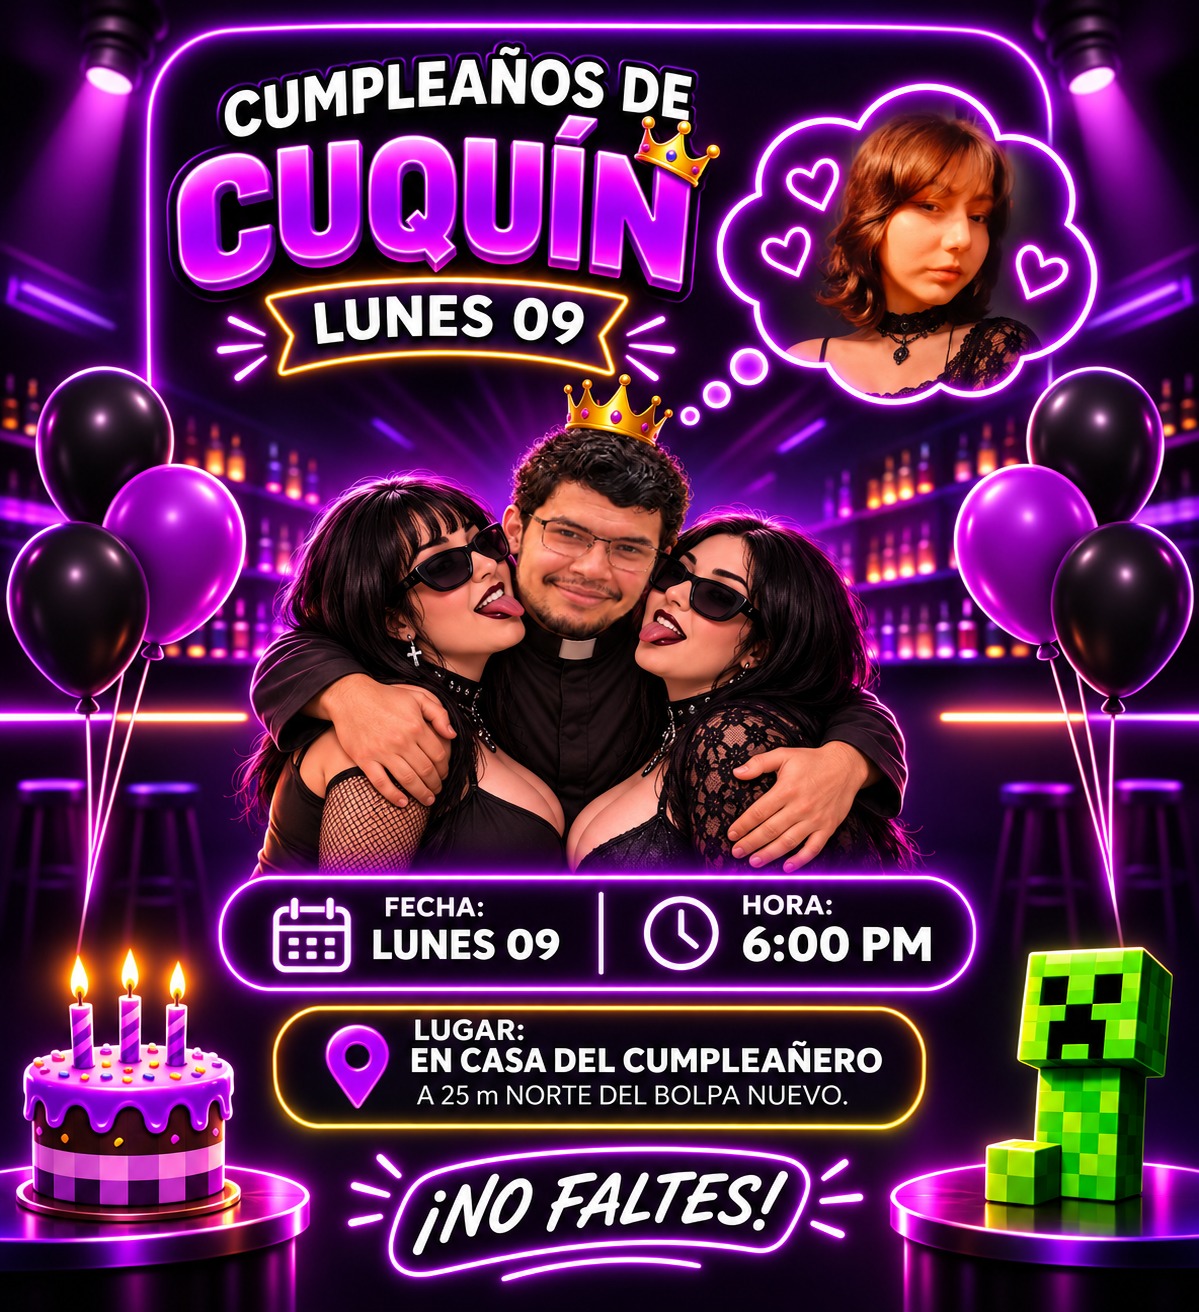 CUMPLEAÑOS DE
CUQUÍN
LUNES 09
FECHA:
LUNES 09
HORA:
6:00 PM
LUGAR:
EN CASA DEL CUMPLEAÑERO
A 25 m NORTE DEL BOLPA NUEVO.
¡NO FALTES!